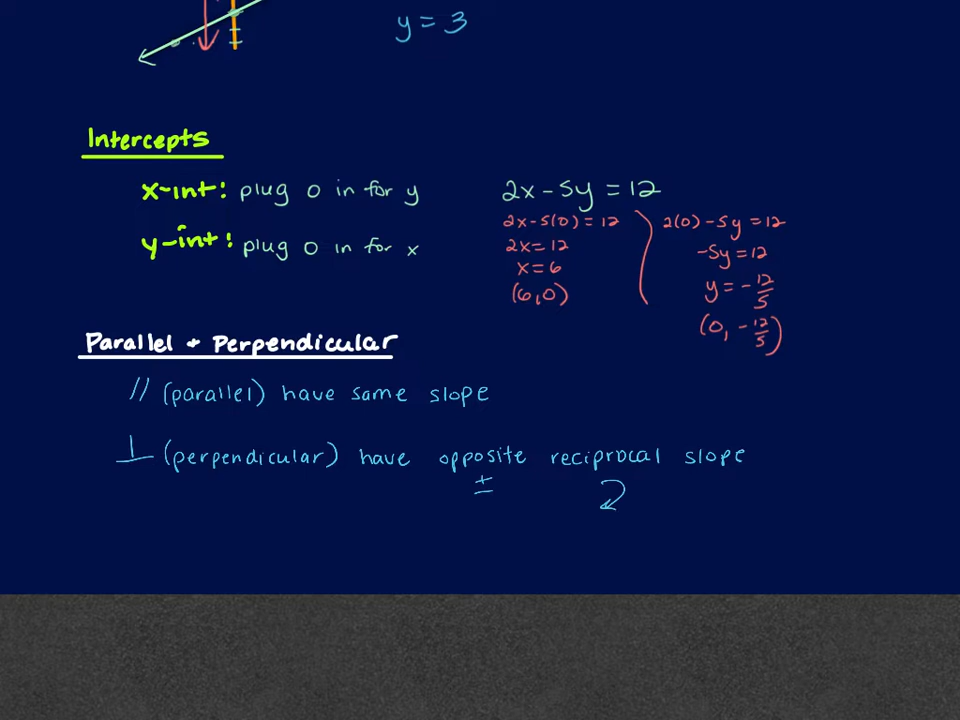 y = 3
Intercepts
x-int: plug 0 in for y
y-int: plug 0 in for x
2x - 5y = 12
2x - 5(0) = 12
2x = 12
x = 6
(6,0)
2(0) - 5y = 12
-5y = 12
y = - 12/5
(0, - 12/5)
Parallel + Perpendicular
// (parallel) have same slope
⊥ (perpendicular) have opposite reciprocal slope
±